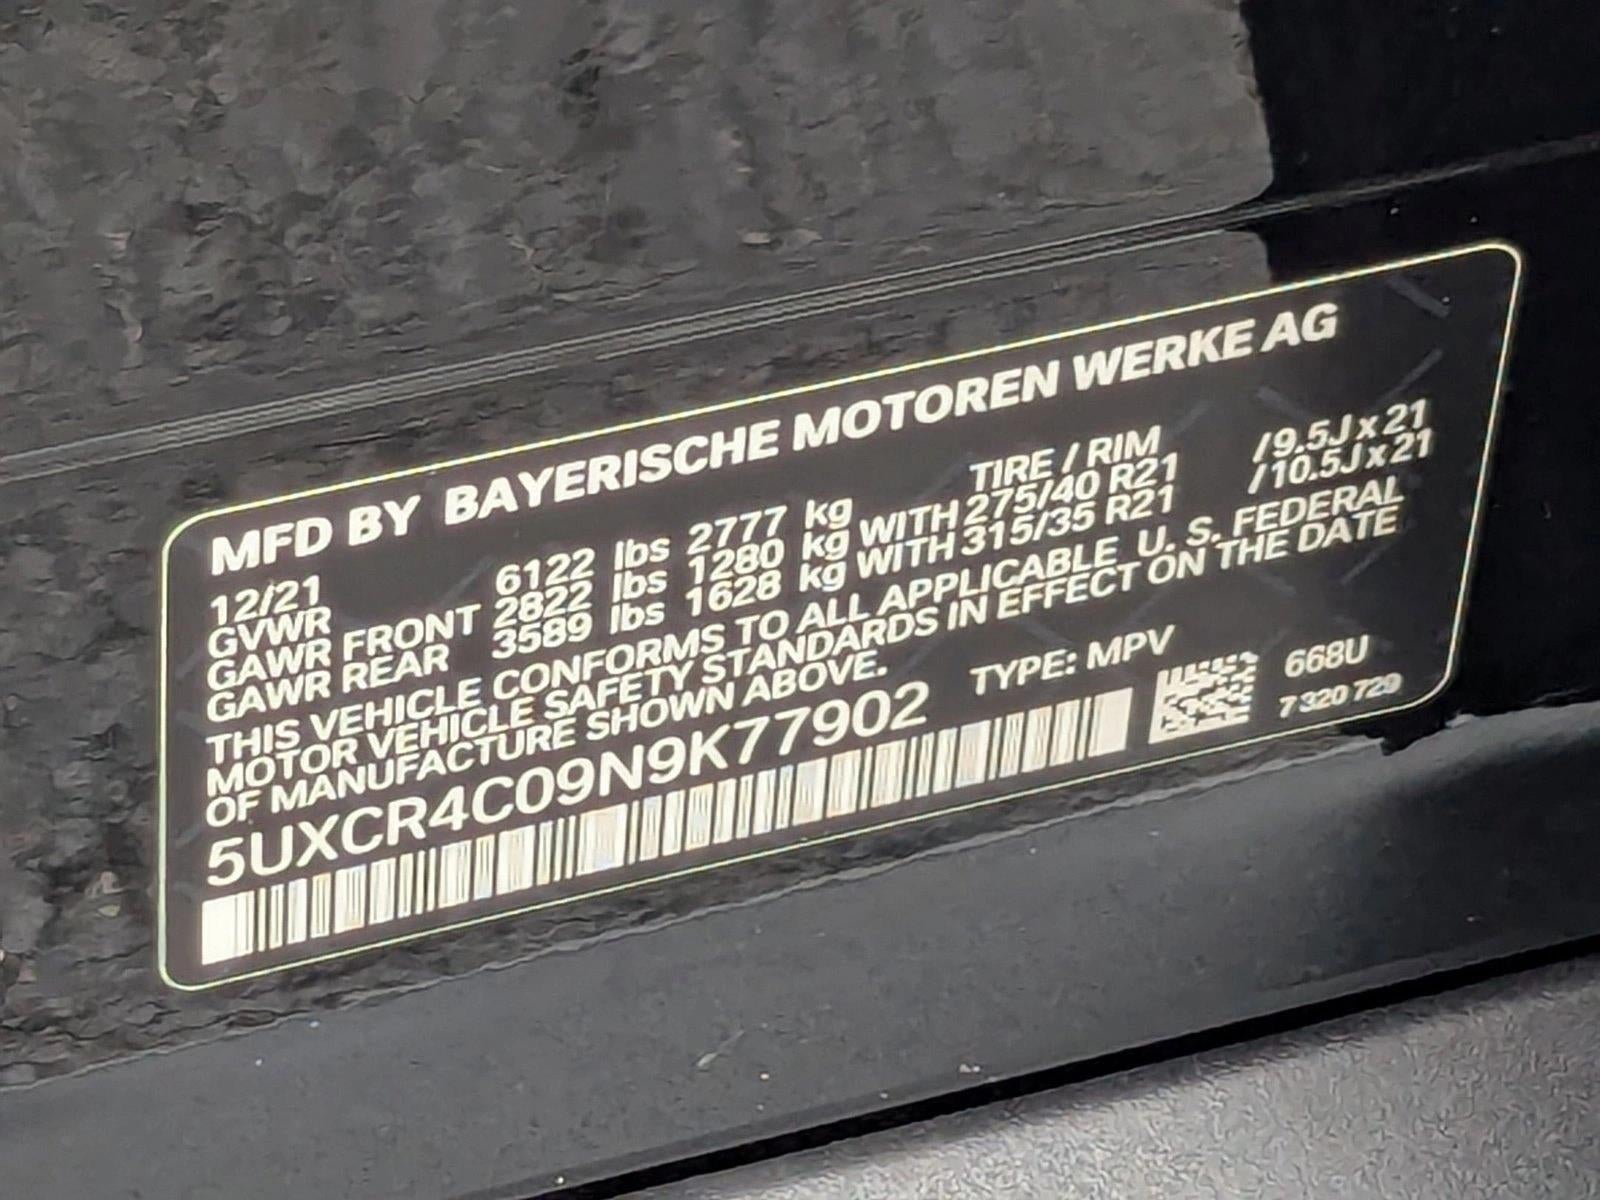 MFD BY BAYERISCHE MOTOREN WERKE AG
12/21 TIRE / RIM
GVWR 6122 lbs 2777 kg
GAWR FRONT 2822 lbs 1280 kg WITH 275/40 R21 /9.5J x 21
GAWR REAR 3589 lbs 1628 kg WITH 315/35 R21 /10.5J x 21
THIS VEHICLE CONFORMS TO ALL APPLICABLE U. S. FEDERAL
MOTOR VEHICLE SAFETY STANDARDS IN EFFECT ON THE DATE
OF MANUFACTURE SHOWN ABOVE.
5UXCR4C09N9K77902 TYPE: MPV
668U
7 320 729